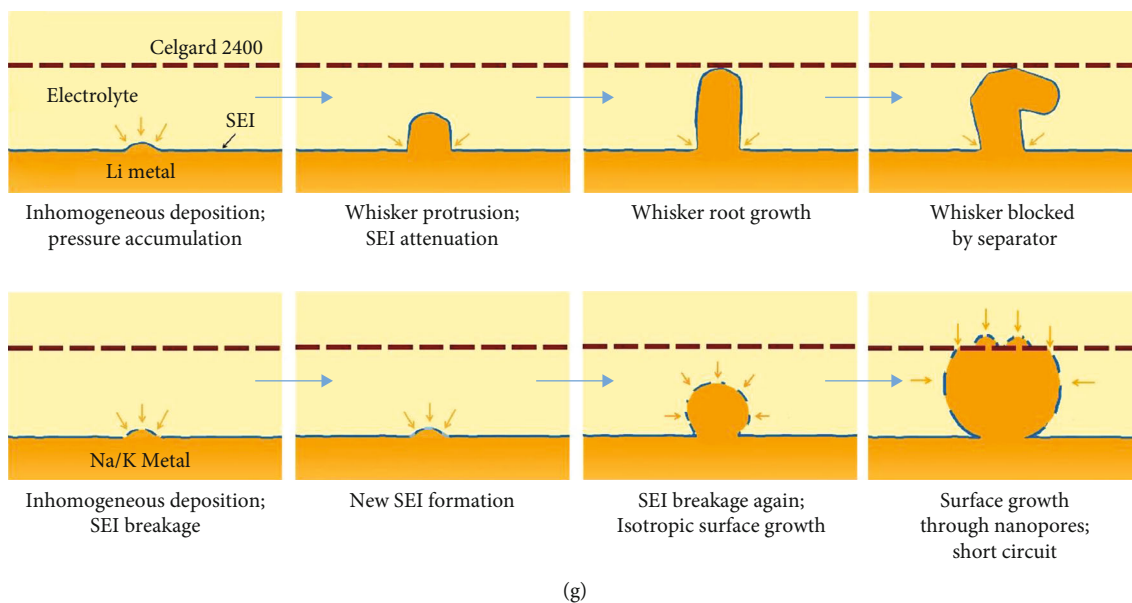 Celgard 2400
Electrolyte
SEI
Li metal
Inhomogeneous deposition;
pressure accumulation
Whisker protrusion;
SEI attenuation
Whisker root growth
Whisker blocked
by separator
Na/K Metal
Inhomogeneous deposition;
SEI breakage
New SEI formation
SEI breakage again;
Isotropic surface growth
Surface growth
through nanopores;
short circuit
(g)